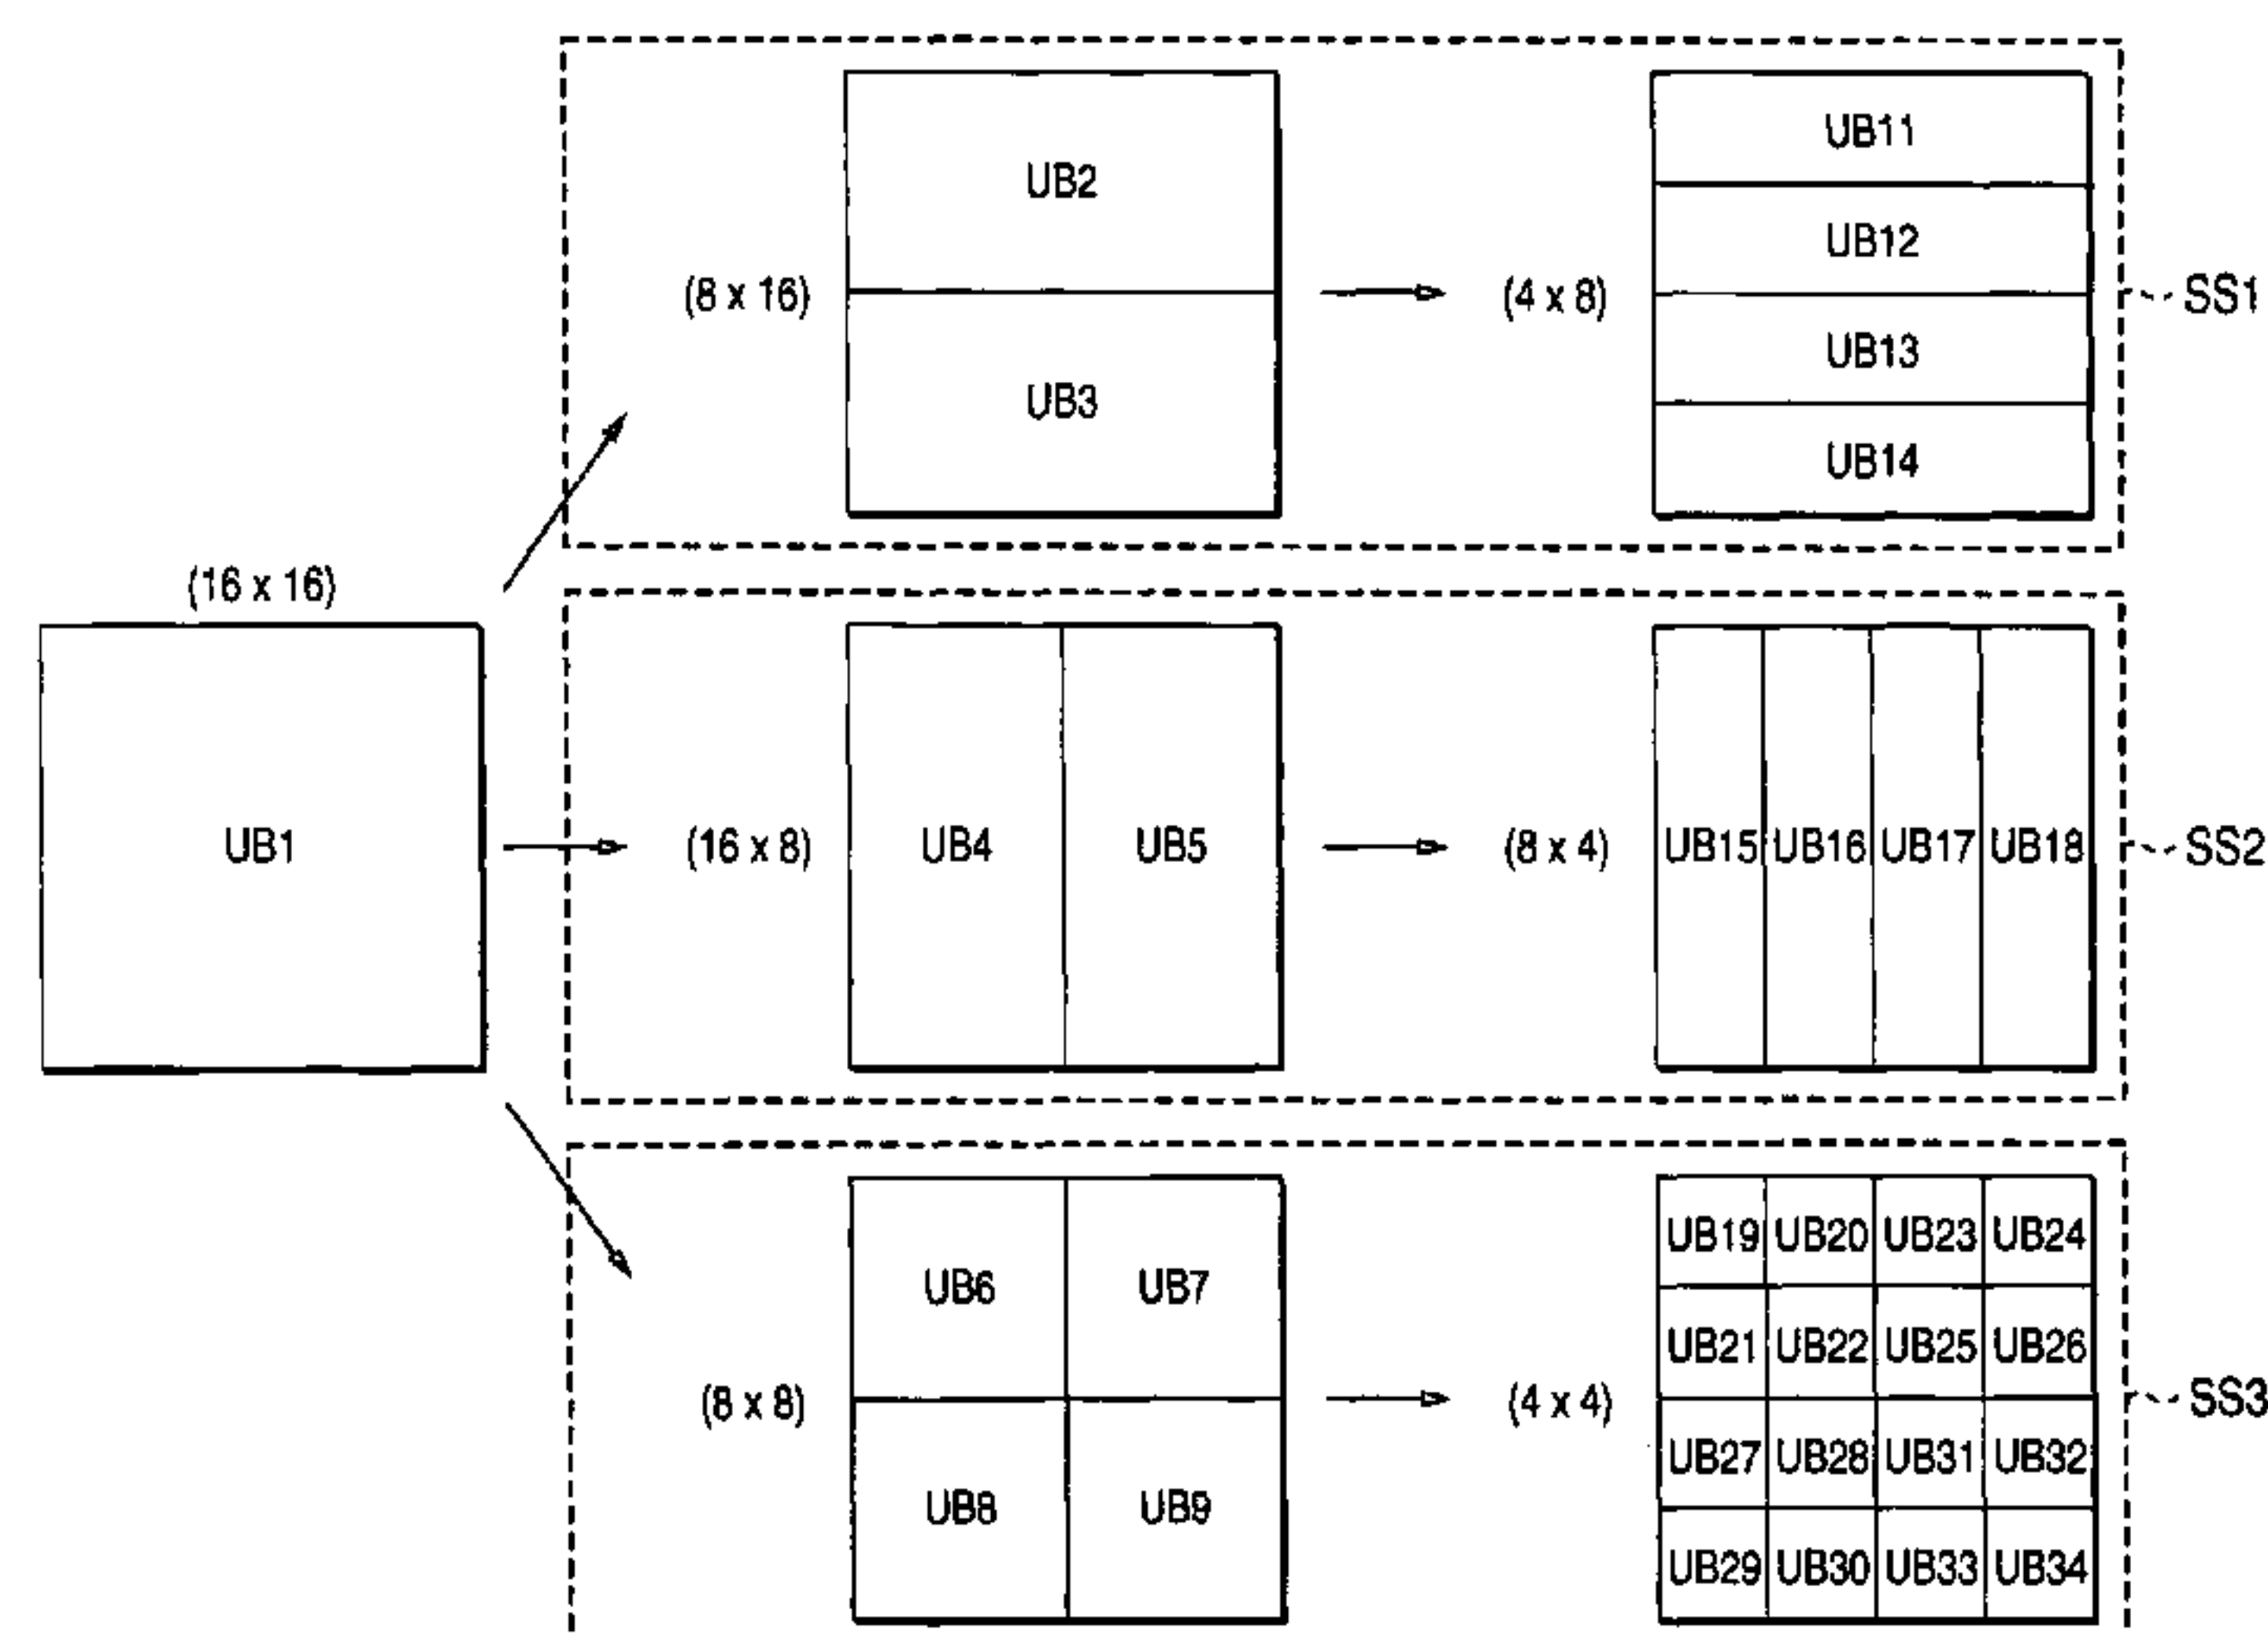 (16 x 16)
UB1
(8 x 16)
UB2
UB3
(4 x 8)
UB11
UB12
UB13
UB14
SS1
(16 x 8)
UB4 UB5
(8 x 4)
UB15 UB16 UB17 UB18
SS2
(8 x 8)
UB6 UB7
UB8 UB9
(4 x 4)
UB19 UB20 UB23 UB24
UB21 UB22 UB25 UB26
UB27 UB28 UB31 UB32
UB29 UB30 UB33 UB34
SS3